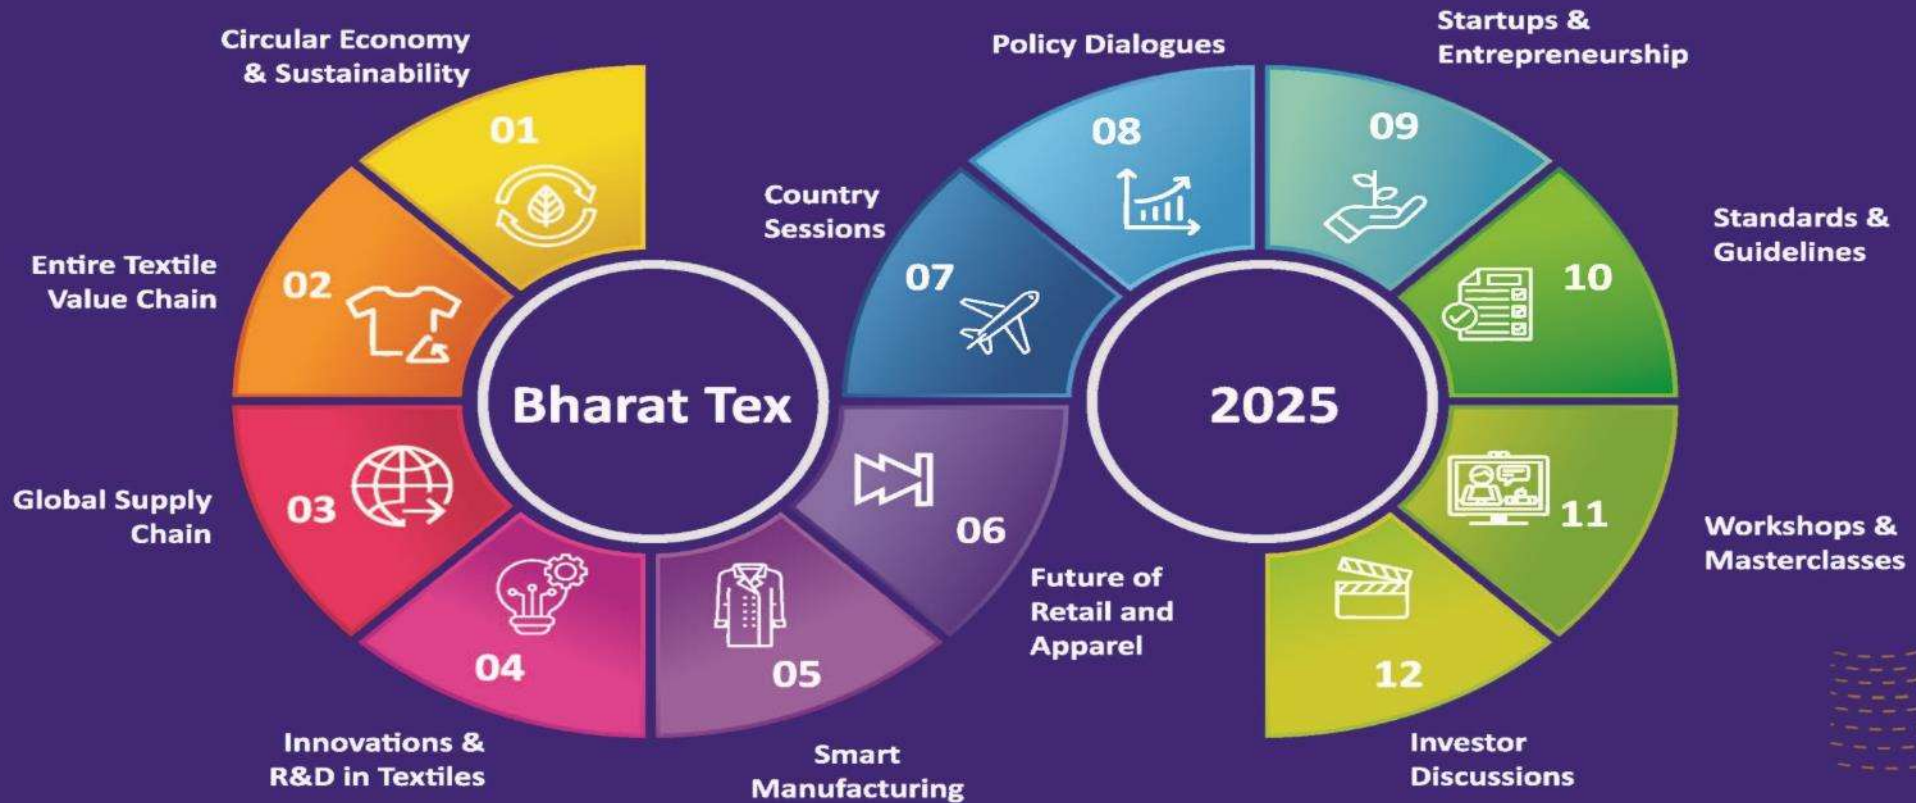 Circular Economy
& Sustainability
01
Entire Textile
Value Chain
02
Global Supply
Chain
03
Innovations &
R&D in Textiles
04
Smart
Manufacturing
05
Future of
Retail and
Apparel
06
Country
Sessions
07
Policy Dialogues
08
Startups &
Entrepreneurship
09
Standards &
Guidelines
10
Workshops &
Masterclasses
11
Investor
Discussions
12
Bharat Tex
2025